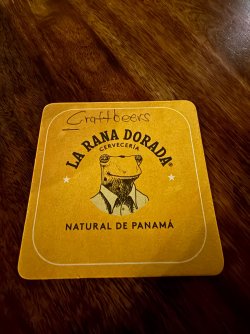 Craftbeers
LA RANA DORADA®
CERVECERÍA
NATURAL DE PANAMÁ